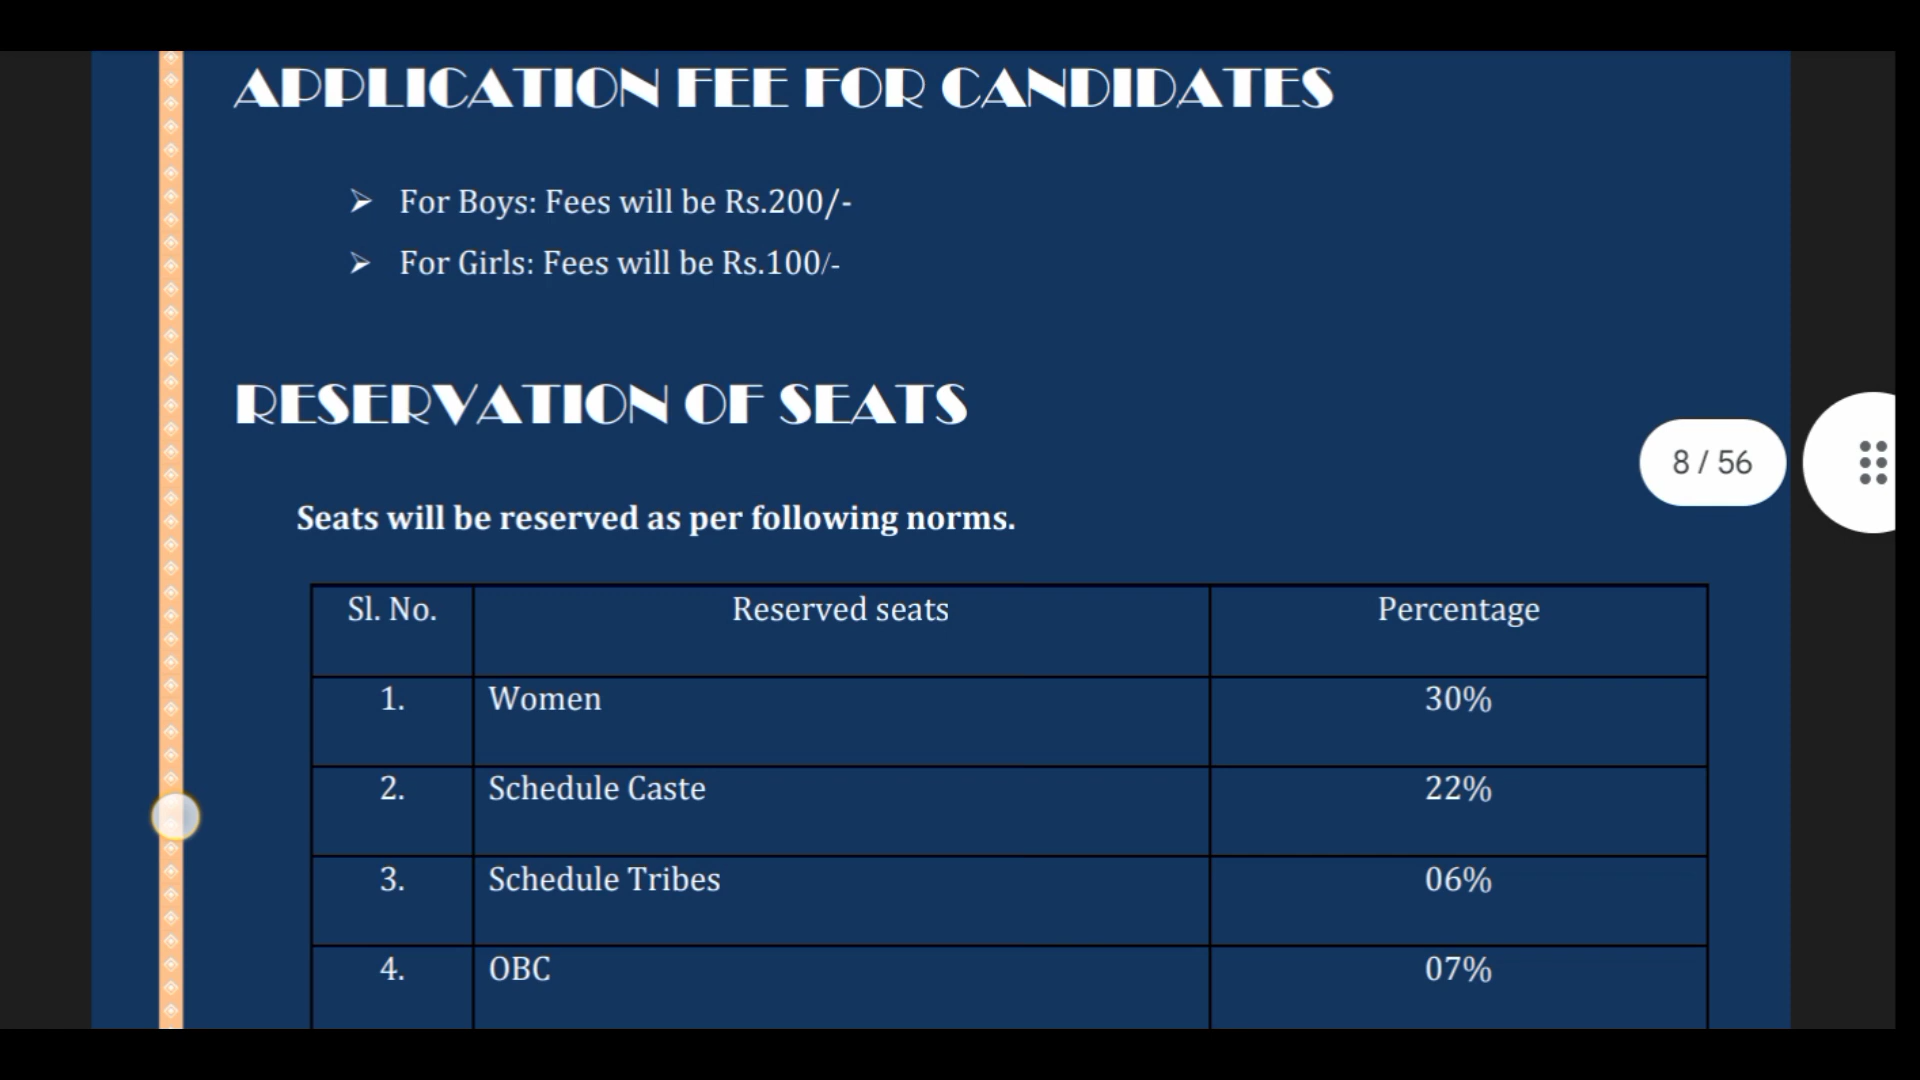 APPLICATION FEE FOR CANDIDATES
➢ For Boys: Fees will be Rs.200/-
➢ For Girls: Fees will be Rs.100/-
RESERVATION OF SEATS
8 / 56
Seats will be reserved as per following norms.
Sl. No. Reserved seats Percentage
1. Women 30%
2. Schedule Caste 22%
3. Schedule Tribes 06%
4. OBC 07%